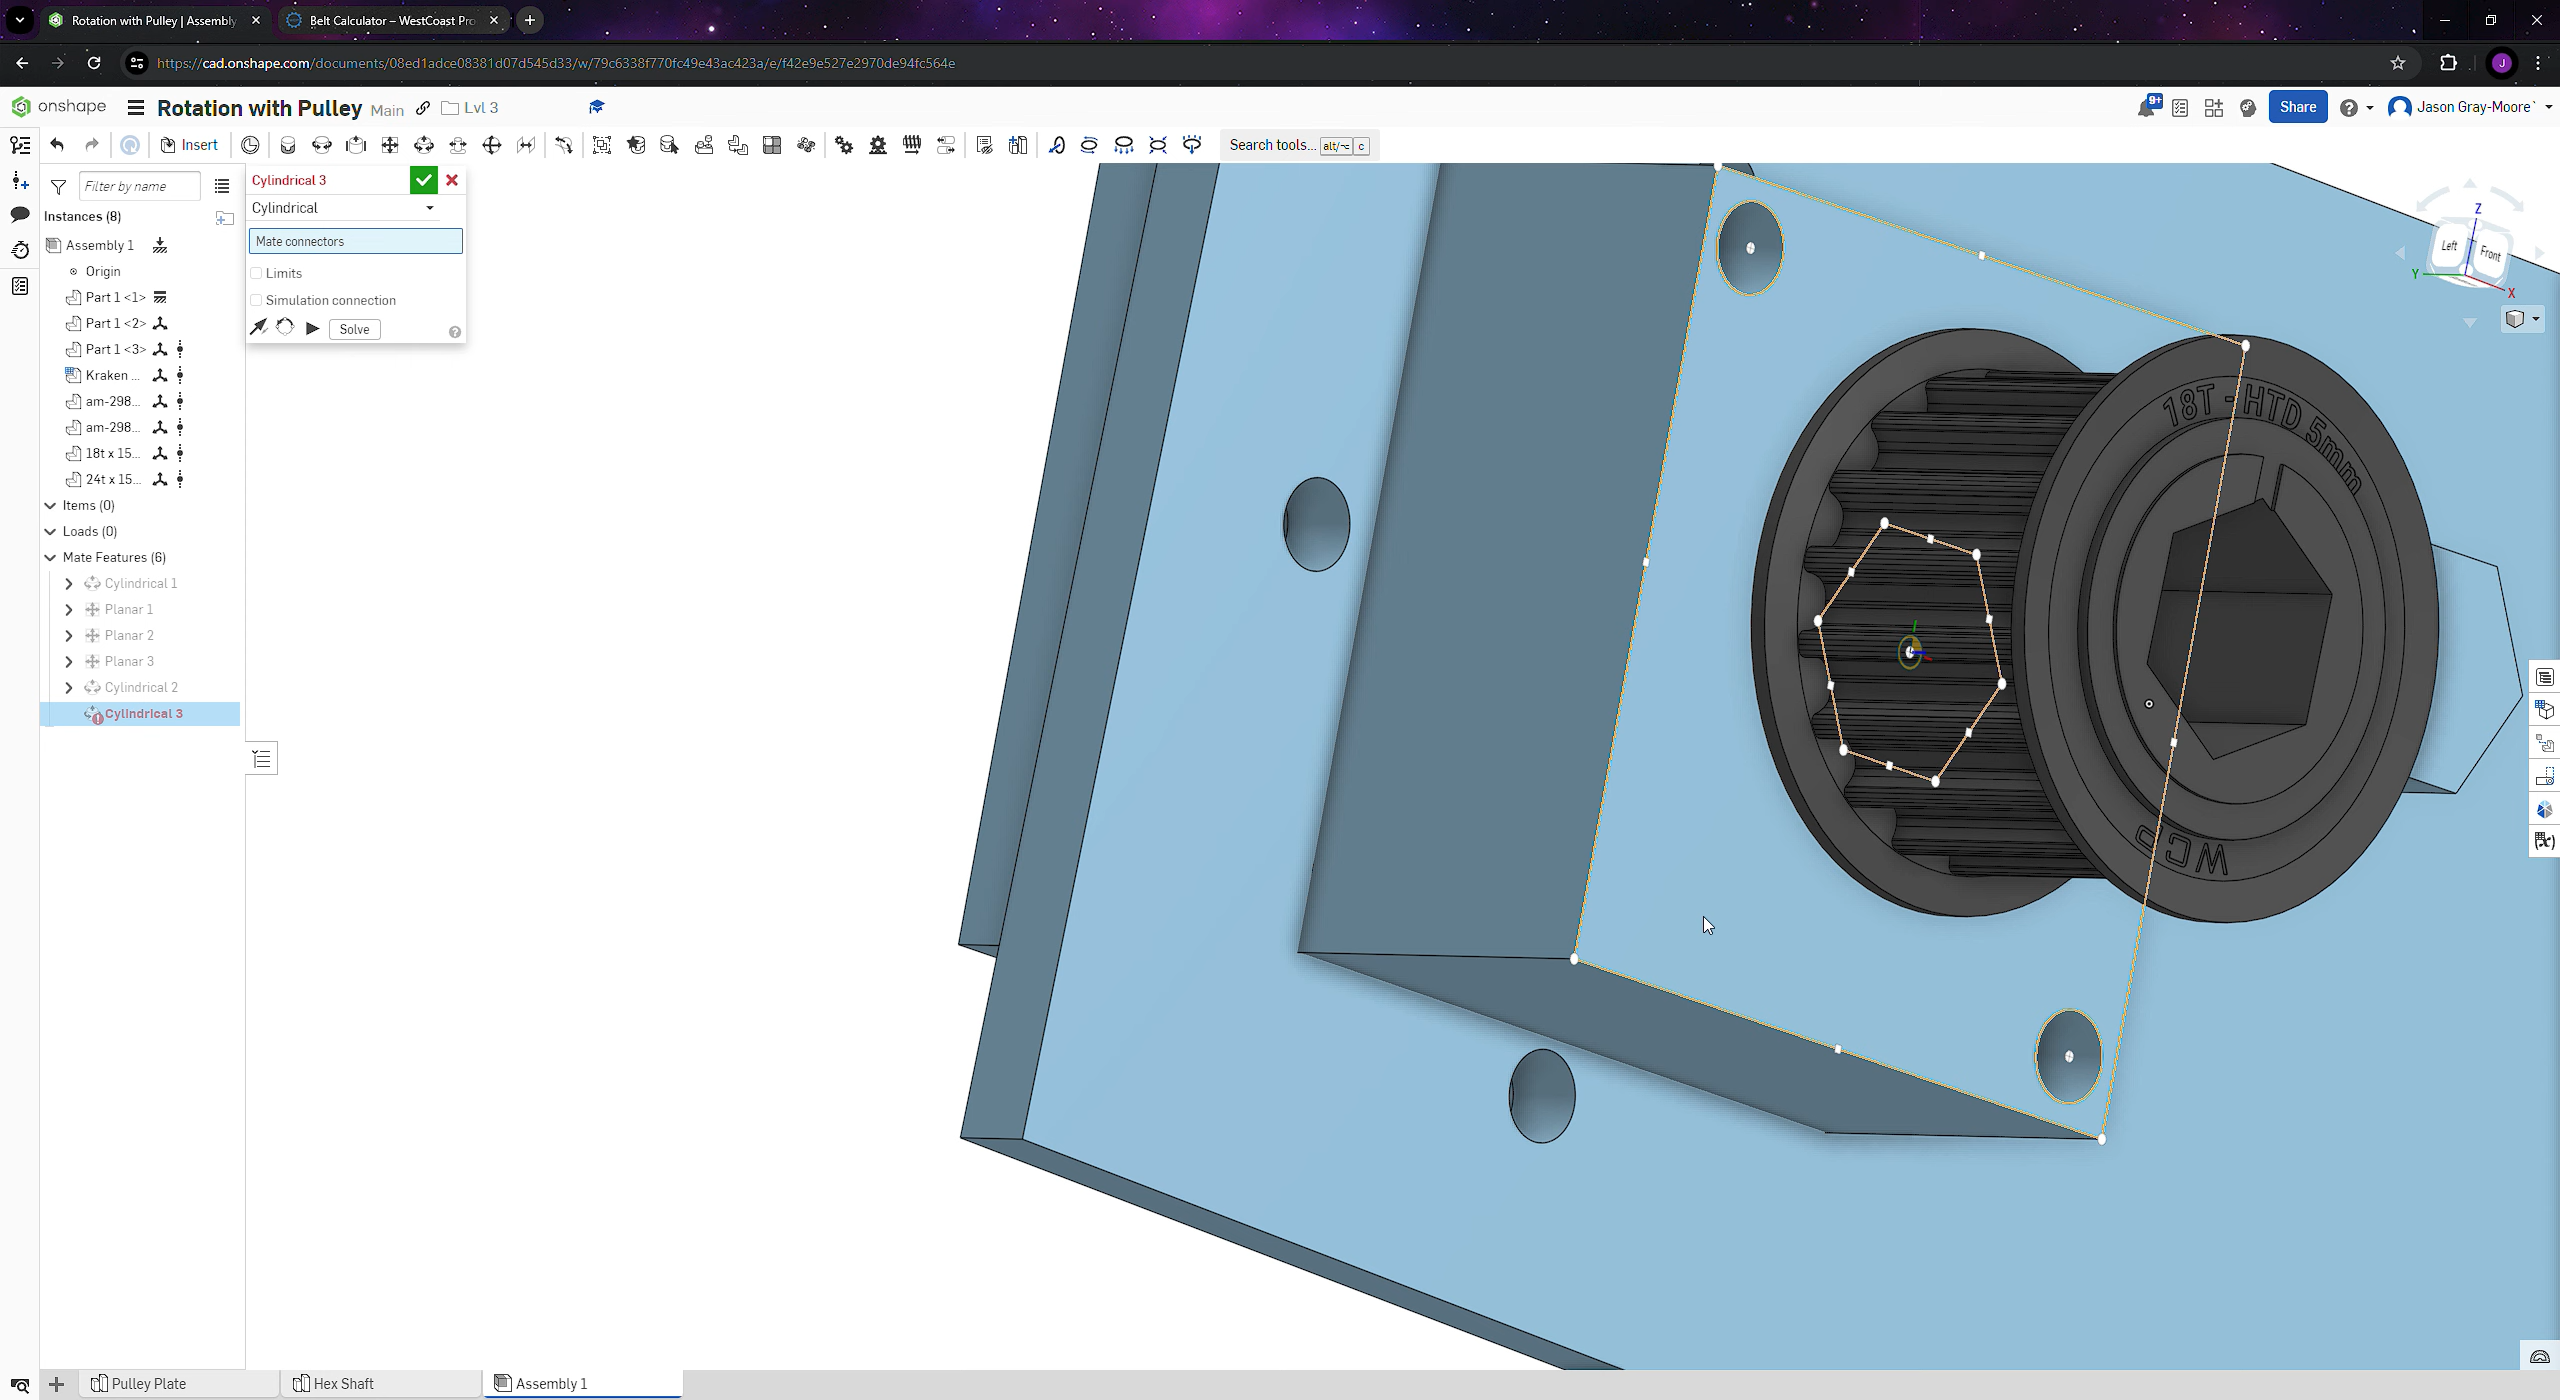 Rotation with Pulley | Assembly
Belt Calculator – WestCoast Pro
https://cad.onshape.com/documents/08ed1adce08381d07d545d33/w/79c6338f770fc49e43ac423a/e/f42e9e527e2970de94fc564e
J
onshape
Rotation with Pulley Main
Lvl 3
9+
Share
Jason Gray-Moore`
Insert
Search tools... alt/⌥ c
Filter by name
Instances (8)
Assembly 1
Origin
Part 1 <1>
Part 1 <2>
Part 1 <3>
Kraken ...
am-298...
am-298...
18t x 15...
24t x 15...
Items (0)
Loads (0)
Mate Features (6)
Cylindrical 1
Planar 1
Planar 2
Planar 3
Cylindrical 2
Cylindrical 3
Cylindrical 3
Cylindrical
Mate connectors
Limits
Simulation connection
Solve
18T - HTD 5mm
WCP
Z
Left
Front
Y
X
Pulley Plate
Hex Shaft
Assembly 1